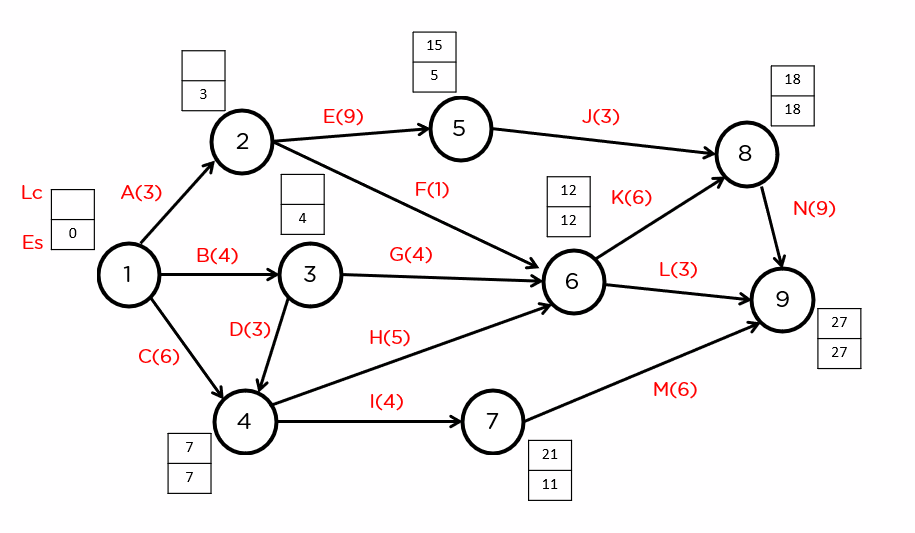 15
5
3
18
18
E(9)
J(3)
5
2
8
A(3)
F(1)
K(6)
N(9)
Lc
Es
0
4
12
12
B(4)
G(4)
L(3)
1
3
6
9
D(3)
H(5)
C(6)
27
27
I(4)
M(6)
4
7
7
7
21
11